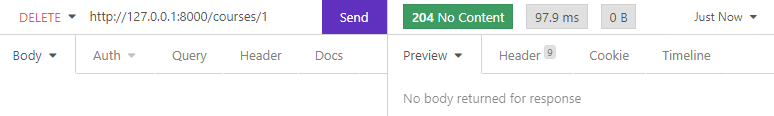 DELETE http://127.0.0.1:8000/courses/1 Send 204 No Content 97.9 ms 0 B Just Now
Body Auth Query Header Docs Preview Header 9 Cookie Timeline
No body returned for response